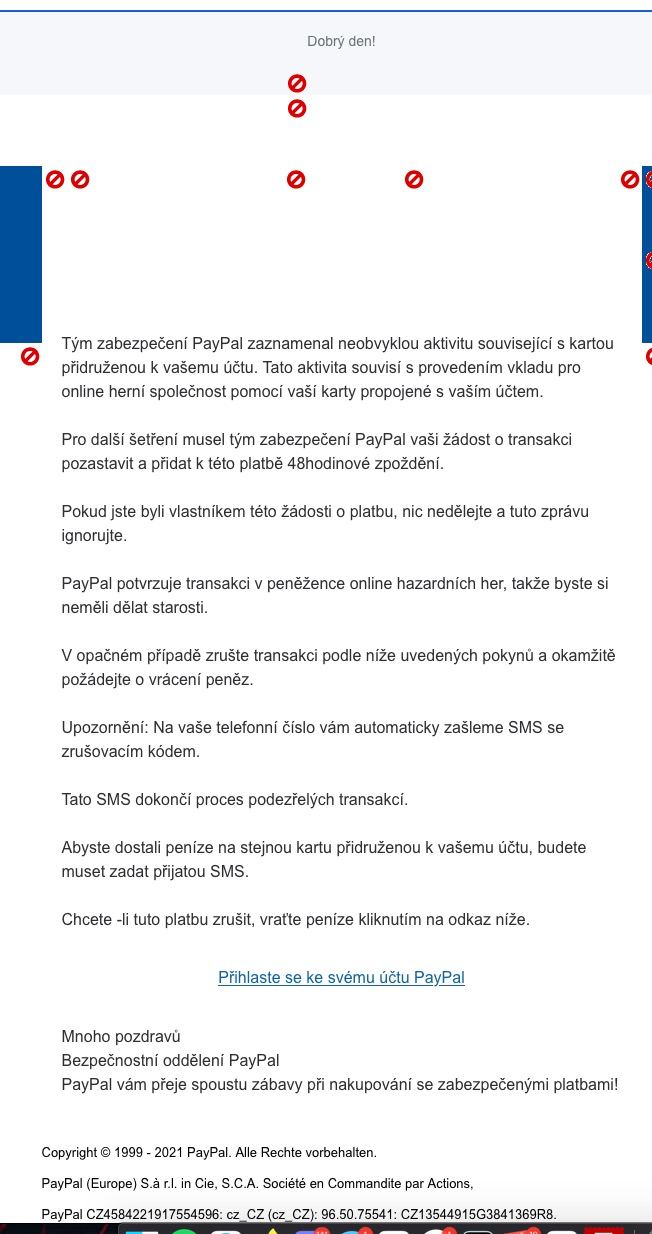 Dobrý den!
Tým zabezpečení PayPal zaznamenal neobvyklou aktivitu související s kartou
přidruženou k vašemu účtu. Tato aktivita souvisí s provedením vkladu pro
online herní společnost pomocí vaší karty propojené s vaším účtem.
Pro další šetření musel tým zabezpečení PayPal vaši žádost o transakci
pozastavit a přidat k této platbě 48hodinové zpoždění.
Pokud jste byli vlastníkem této žádosti o platbu, nic nedělejte a tuto zprávu
ignorujte.
PayPal potvrzuje transakci v peněžence online hazardních her, takže byste si
neměli dělat starosti.
V opačném případě zrušte transakci podle níže uvedených pokynů a okamžitě
požádejte o vrácení peněz.
Upozornění: Na vaše telefonní číslo vám automaticky zašleme SMS se
zrušovacím kódem.
Tato SMS dokončí proces podezřelých transakcí.
Abyste dostali peníze na stejnou kartu přidruženou k vašemu účtu, budete
muset zadat přijatou SMS.
Chcete -li tuto platbu zrušit, vraťte peníze kliknutím na odkaz níže.
Přihlaste se ke svému účtu PayPal
Mnoho pozdravů
Bezpečnostní oddělení PayPal
PayPal vám přeje spoustu zábavy při nakupování se zabezpečenými platbami!
Copyright © 1999 - 2021 PayPal. Alle Rechte vorbehalten.
PayPal (Europe) S.à r.l. in Cie, S.C.A. Société en Commandite par Actions,
PayPal CZ4584221917554596: cz_CZ (cz_CZ): 96.50.75541: CZ13544915G3841369R8.